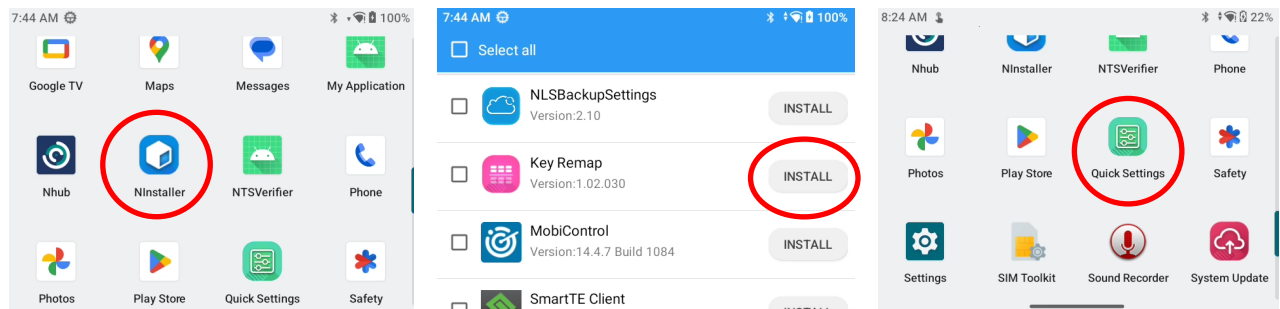 7:44 AM 100%
Google TV Maps Messages My Application
Nhub NInstaller NTSVerifier Phone
Photos Play Store Quick Settings Safety
7:44 AM 100%
Select all
NLSBackupSettings
Version:2.10
INSTALL
Key Remap
Version:1.02.030
INSTALL
MobiControl
Version:14.4.7 Build 1084
INSTALL
SmartTE Client
8:24 AM 22%
Nhub NInstaller NTSVerifier Phone
Photos Play Store Quick Settings Safety
Settings SIM Toolkit Sound Recorder System Update